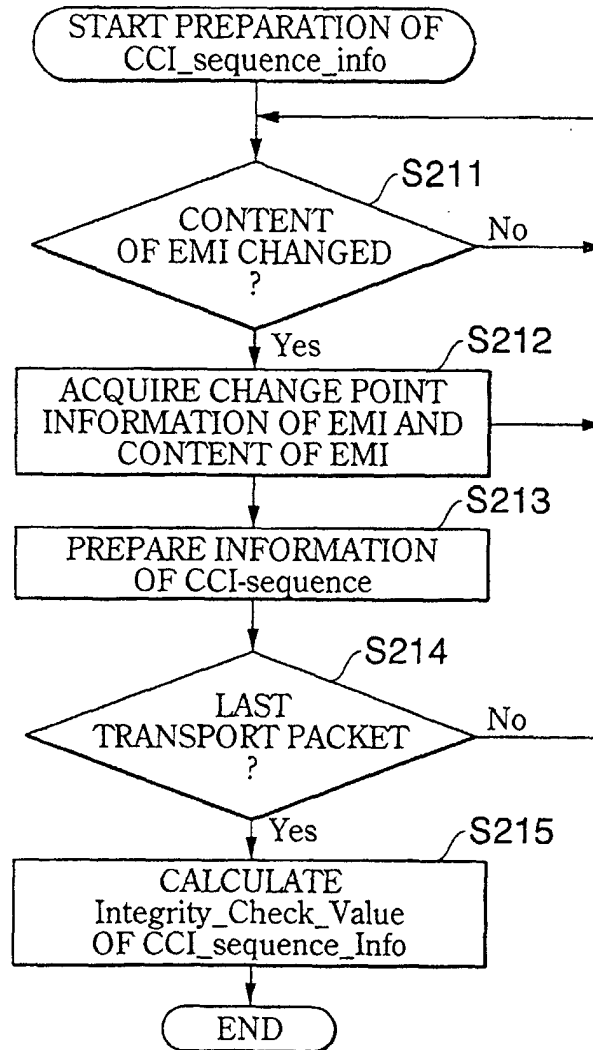 START PREPARATION OF
CCI_sequence_info
S211
CONTENT
OF EMI CHANGED
?
No
Yes
S212
ACQUIRE CHANGE POINT
INFORMATION OF EMI AND
CONTENT OF EMI
S213
PREPARE INFORMATION
OF CCI-sequence
S214
LAST
TRANSPORT PACKET
?
No
Yes
S215
CALCULATE
Integrity_Check_Value
OF CCI_sequence_Info
END